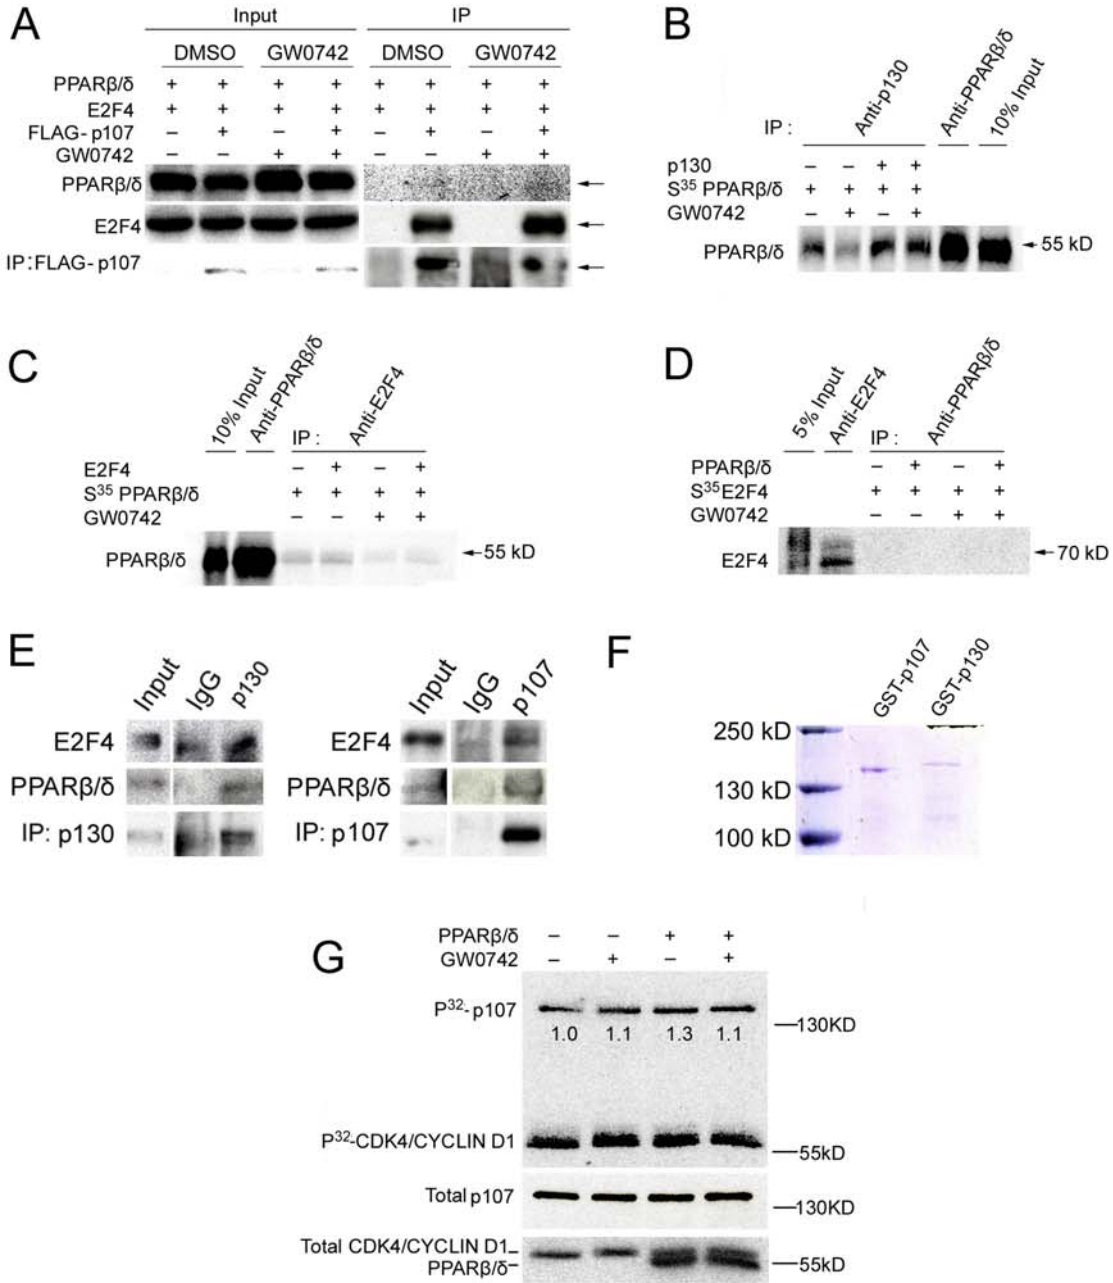 A
Input IP
DMSO GW0742 DMSO GW0742
PPARβ/δ + + + + + + + +
E2F4 + + + + + + + +
FLAG-p107 – + – + – + – +
GW0742 – – + + – – + +
PPARβ/δ
E2F4
IP:FLAG-p107
B
IP : Anti-p130 Anti-PPARβ/δ 10% Input
p130 – – + +
S35 PPARβ/δ + + + +
GW0742 – + – +
PPARβ/δ 55 kD
C
10% Input Anti-PPARβ/δ IP : Anti-E2F4
E2F4 – + – +
S35 PPARβ/δ + + + +
GW0742 – – + +
PPARβ/δ 55 kD
D
5% Input Anti-E2F4 IP : Anti-PPARβ/δ
PPARβ/δ – + – +
S35E2F4 + + + +
GW0742 – – + +
E2F4 70 kD
E
Input IgG p130
E2F4
PPARβ/δ
IP: p130
Input IgG p107
E2F4
PPARβ/δ
IP: p107
F
GST-p107 GST-p130
250 kD
130 kD
100 kD
G
PPARβ/δ – – + +
GW0742 – + – +
P32-p107
130KD
1.0 1.1 1.3 1.1
P32-CDK4/CYCLIN D1
55kD
Total p107
130KD
Total CDK4/CYCLIN D1
PPARβ/δ
55kD